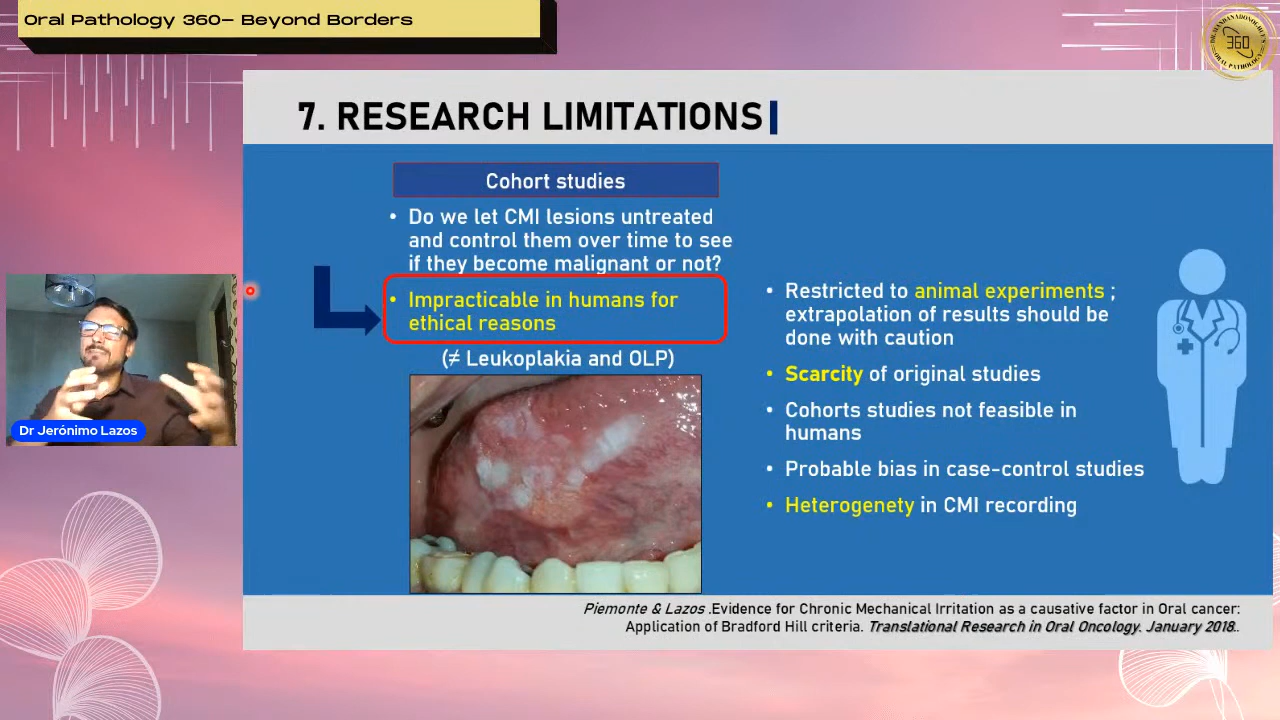 Oral Pathology 360- Beyond Borders
360
ORAL PATHOLOGY
7. RESEARCH LIMITATIONS
Cohort studies
• Do we let CMI lesions untreated
and control them over time to see
if they become malignant or not?
• Impracticable in humans for
ethical reasons
(≠ Leukoplakia and OLP)
• Restricted to animal experiments ;
extrapolation of results should be
done with caution
• Scarcity of original studies
• Cohorts studies not feasible in
humans
• Probable bias in case-control studies
• Heterogenety in CMI recording
Dr Jerónimo Lazos
Piemonte & Lazos .Evidence for Chronic Mechanical Irritation as a causative factor in Oral cancer:
Application of Bradford Hill criteria. Translational Research in Oral Oncology. January 2018..